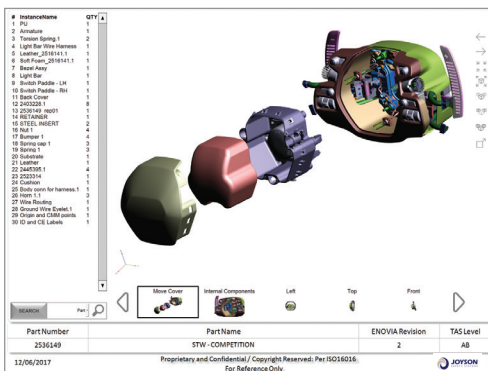 # InstanceName QTY
1 PU 1
2 Armature 1
3 Torsion Spring.1 2
4 Light Bar Wire Harness 1
5 Leather_2516141.1 1
6 Soft Foam_2516141.1 1
7 Bezel Assy 1
8 Light Bar 1
9 Switch Paddle - LH 1
10 Switch Paddle - RH 1
11 Back Cover 1
12 2403228.1 8
13 2536149_rep01 1
14 RETAINER 1
15 STEEL INSERT 2
16 Nut 1 4
17 Bumper 1 4
18 Spring cap 1 3
19 Spring 1 3
20 Substrate 1
21 Leather 1
22 2445395.1 4
23 2523314 1
24 Cushion 1
25 Body conn for harness.1 1
26 Horn 1.1 3
27 Wire Routing 1
28 Ground Wire Eyelet.1 1
29 Origin and CMM points 1
30 ID and CE Labels 1
SEARCH Part
Move Cover Internal Components Left Top Front
Part Number Part Name ENOVIA Revision TAS Level
2536149 STW - COMPETITION 2 AB
12/06/2017 Proprietary and Confidential / Copyright Reserved: Per ISO16016
For Reference Only
JOYSON